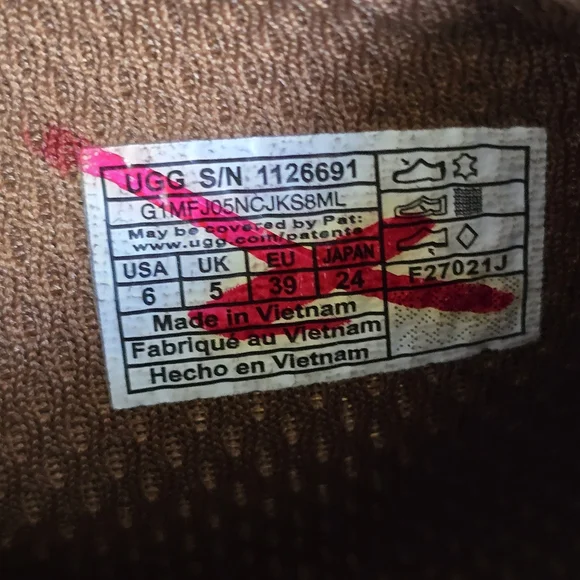 UGG S/N 1126691
G1MFJ05NCJKS8ML
May be covered by Pat:
www.ugg.com/patents
USA UK EU JAPAN
6 5 39 24
F27021J
Made in Vietnam
Fabriqué au Vietnam
Hecho en Vietnam